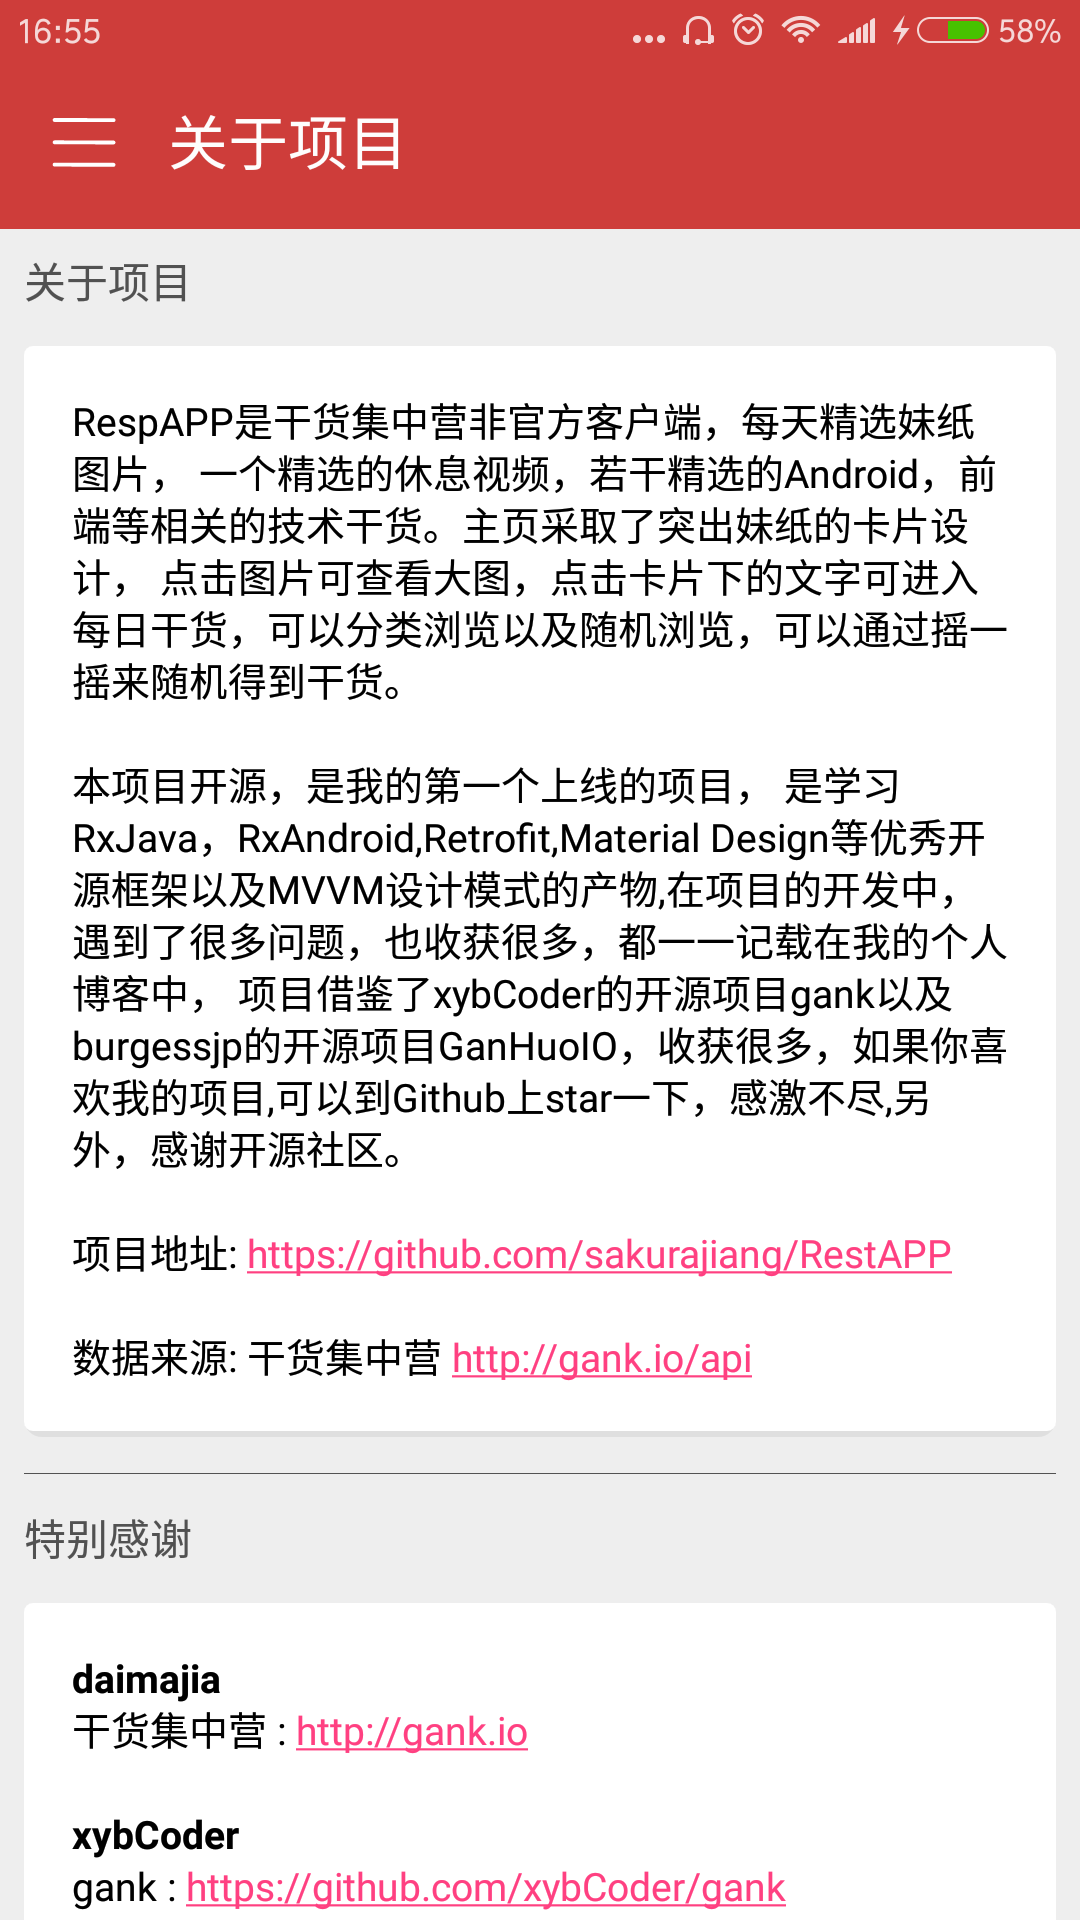 16:55
58%
关于项目
关于项目
RespAPP是干货集中营非官方客户端，每天精选妹纸
图片， 一个精选的休息视频，若干精选的Android，前
端等相关的技术干货。主页采取了突出妹纸的卡片设
计， 点击图片可查看大图，点击卡片下的文字可进入
每日干货，可以分类浏览以及随机浏览，可以通过摇一
摇来随机得到干货。
本项目开源，是我的第一个上线的项目， 是学习
RxJava，RxAndroid,Retrofit,Material Design等优秀开
源框架以及MVVM设计模式的产物,在项目的开发中，
遇到了很多问题，也收获很多，都一一记载在我的个人
博客中， 项目借鉴了xybCoder的开源项目gank以及
burgessjp的开源项目GanHuoIO，收获很多，如果你喜
欢我的项目,可以到Github上star一下，感激不尽,另
外，感谢开源社区。
项目地址: https://github.com/sakurajiang/RestAPP
数据来源: 干货集中营 http://gank.io/api
特别感谢
daimajia
干货集中营 : http://gank.io
xybCoder
gank : https://github.com/xybCoder/gank